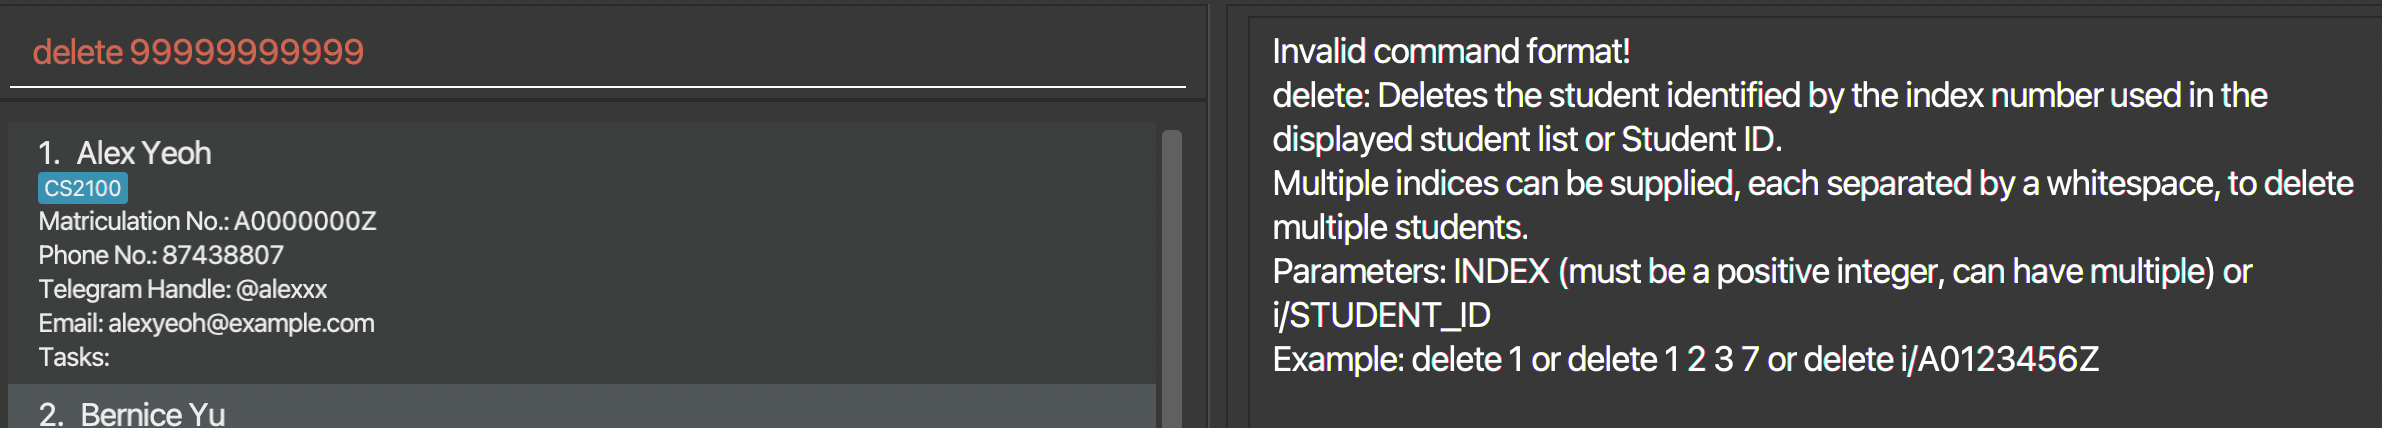 delete 99999999999
1. Alex Yeoh
CS2100
Matriculation No.: A0000000Z
Phone No.: 87438807
Telegram Handle: @alexxx
Email: alexyeoh@example.com
Tasks:
2. Bernice Yu
Invalid command format!
delete: Deletes the student identified by the index number used in the
displayed student list or Student ID.
Multiple indices can be supplied, each separated by a whitespace, to delete
multiple students.
Parameters: INDEX (must be a positive integer, can have multiple) or
i/STUDENT_ID
Example: delete 1 or delete 1 2 3 7 or delete i/A0123456Z